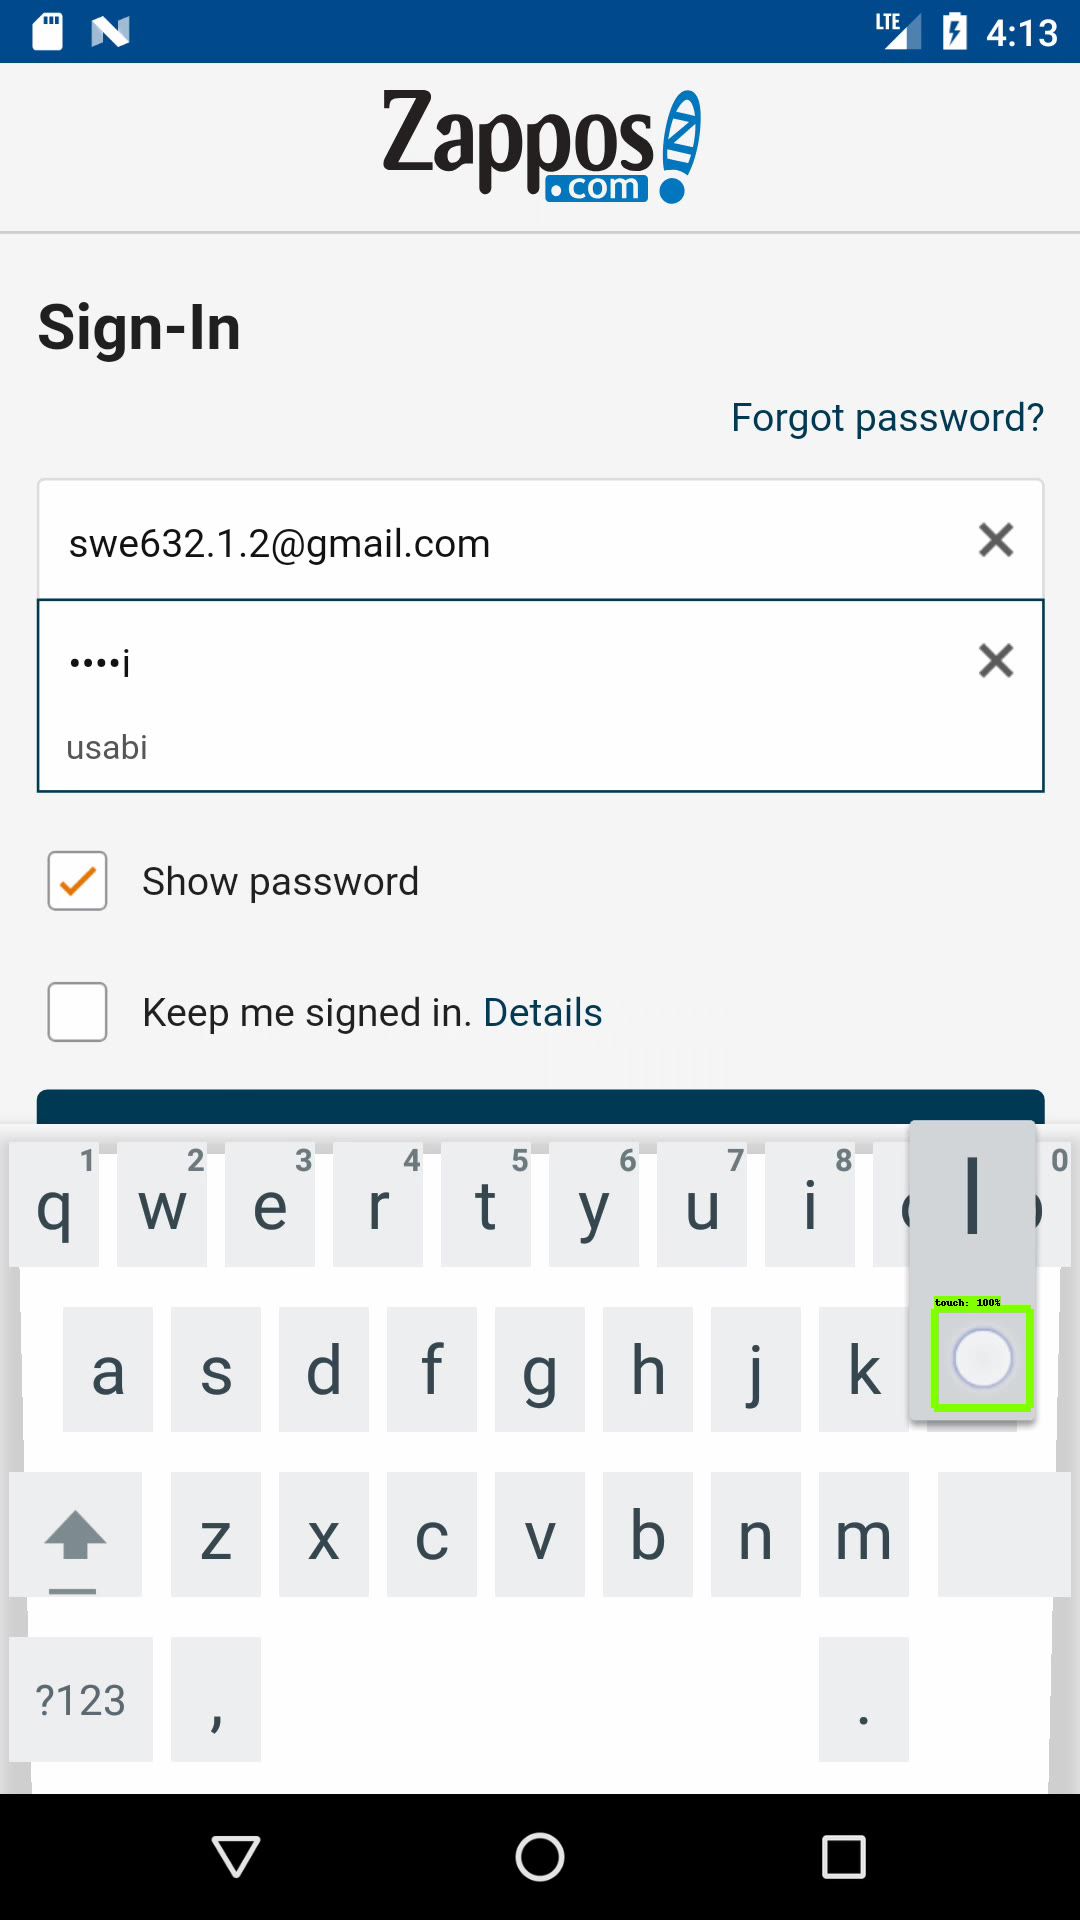 LTE 4:13
Zappos
.com
Sign-In
Forgot password?
swe632.1.2@gmail.com
••••i
usabi
Show password
Keep me signed in. Details
1 2 3 4 5 6 7 8 0
q w e r t y u i
l
touch: 100%
a s d f g h j k
z x c v b n m
?123 , .